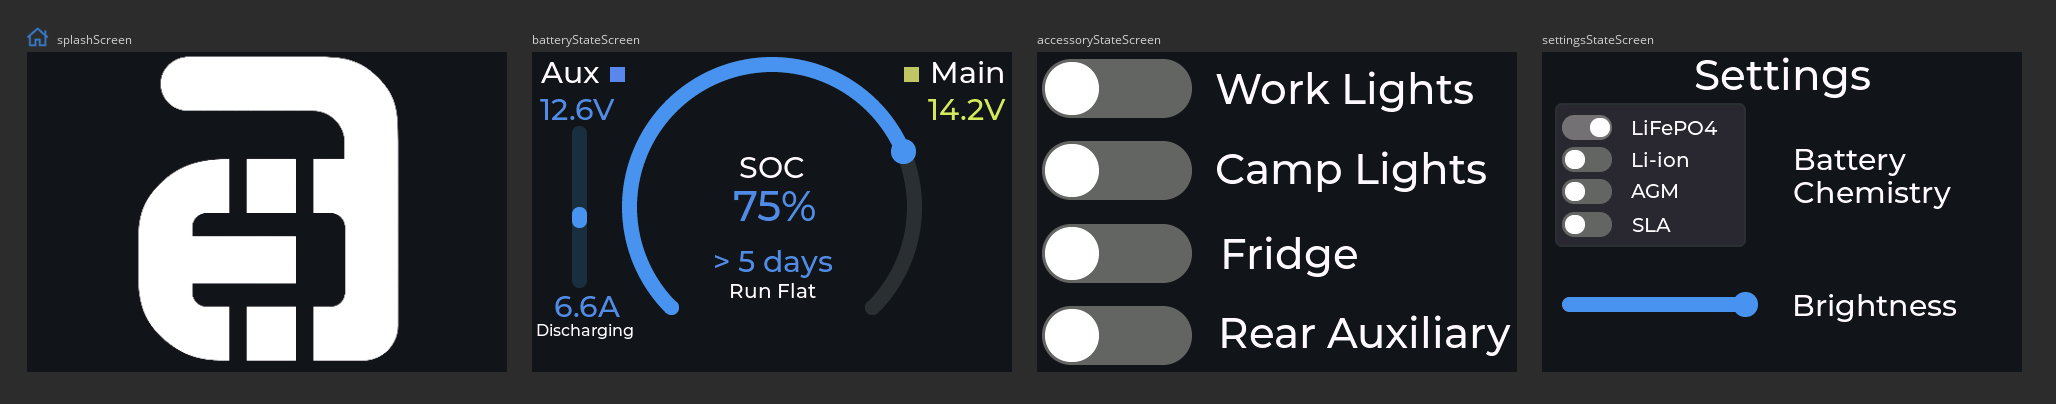 splashScreen
batteryStateScreen
Aux
Main
12.6V
14.2V
SOC
75%
> 5 days
Run Flat
6.6A
Discharging
accessoryStateScreen
Work Lights
Camp Lights
Fridge
Rear Auxiliary
settingsStateScreen
Settings
LiFePO4
Li-ion
AGM
SLA
Battery
Chemistry
Brightness